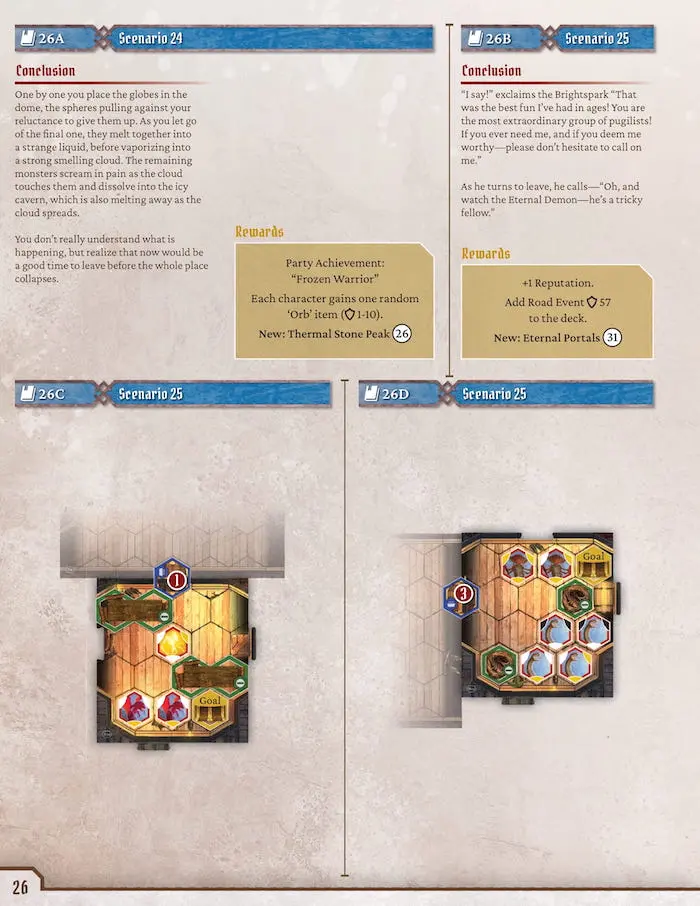 26A
Scenario 24
Conclusion
One by one you place the globes in the
dome, the spheres pulling against your
reluctance to give them up. As you let go
of the final one, they melt together into
a strange liquid, before vaporizing into
a strong smelling cloud. The remaining
monsters scream in pain as the cloud
touches them and dissolve into the icy
cavern, which is also melting away as the
cloud spreads.
You don't really understand what is
happening, but realize that now would be
a good time to leave before the whole place
collapses.
Rewards
Party Achievement:
“Frozen Warrior”
Each character gains one random
‘Orb’ item (1-10).
New: Thermal Stone Peak 26
26B
Scenario 25
Conclusion
“I say!” exclaims the Brightspark “That
was the best fun I've had in ages! You are
the most extraordinary group of pugilists!
If you ever need me, and if you deem me
worthy—please don't hesitate to call on
me.”
As he turns to leave, he calls—“Oh, and
watch the Eternal Demon—he's a tricky
fellow.”
Rewards
+1 Reputation.
Add Road Event 57
to the deck.
New: Eternal Portals 31
26C
Scenario 25
1
Goal
26D
Scenario 25
Goal
3
26